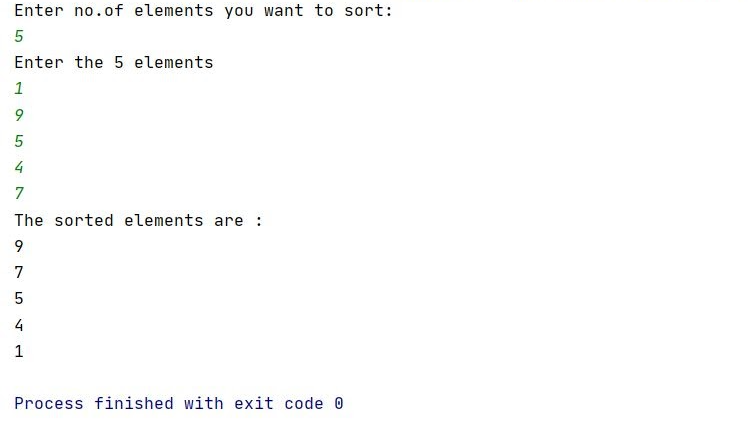 Enter no.of elements you want to sort:
5
Enter the 5 elements
1
9
5
4
7
The sorted elements are :
9
7
5
4
1
Process finished with exit code 0